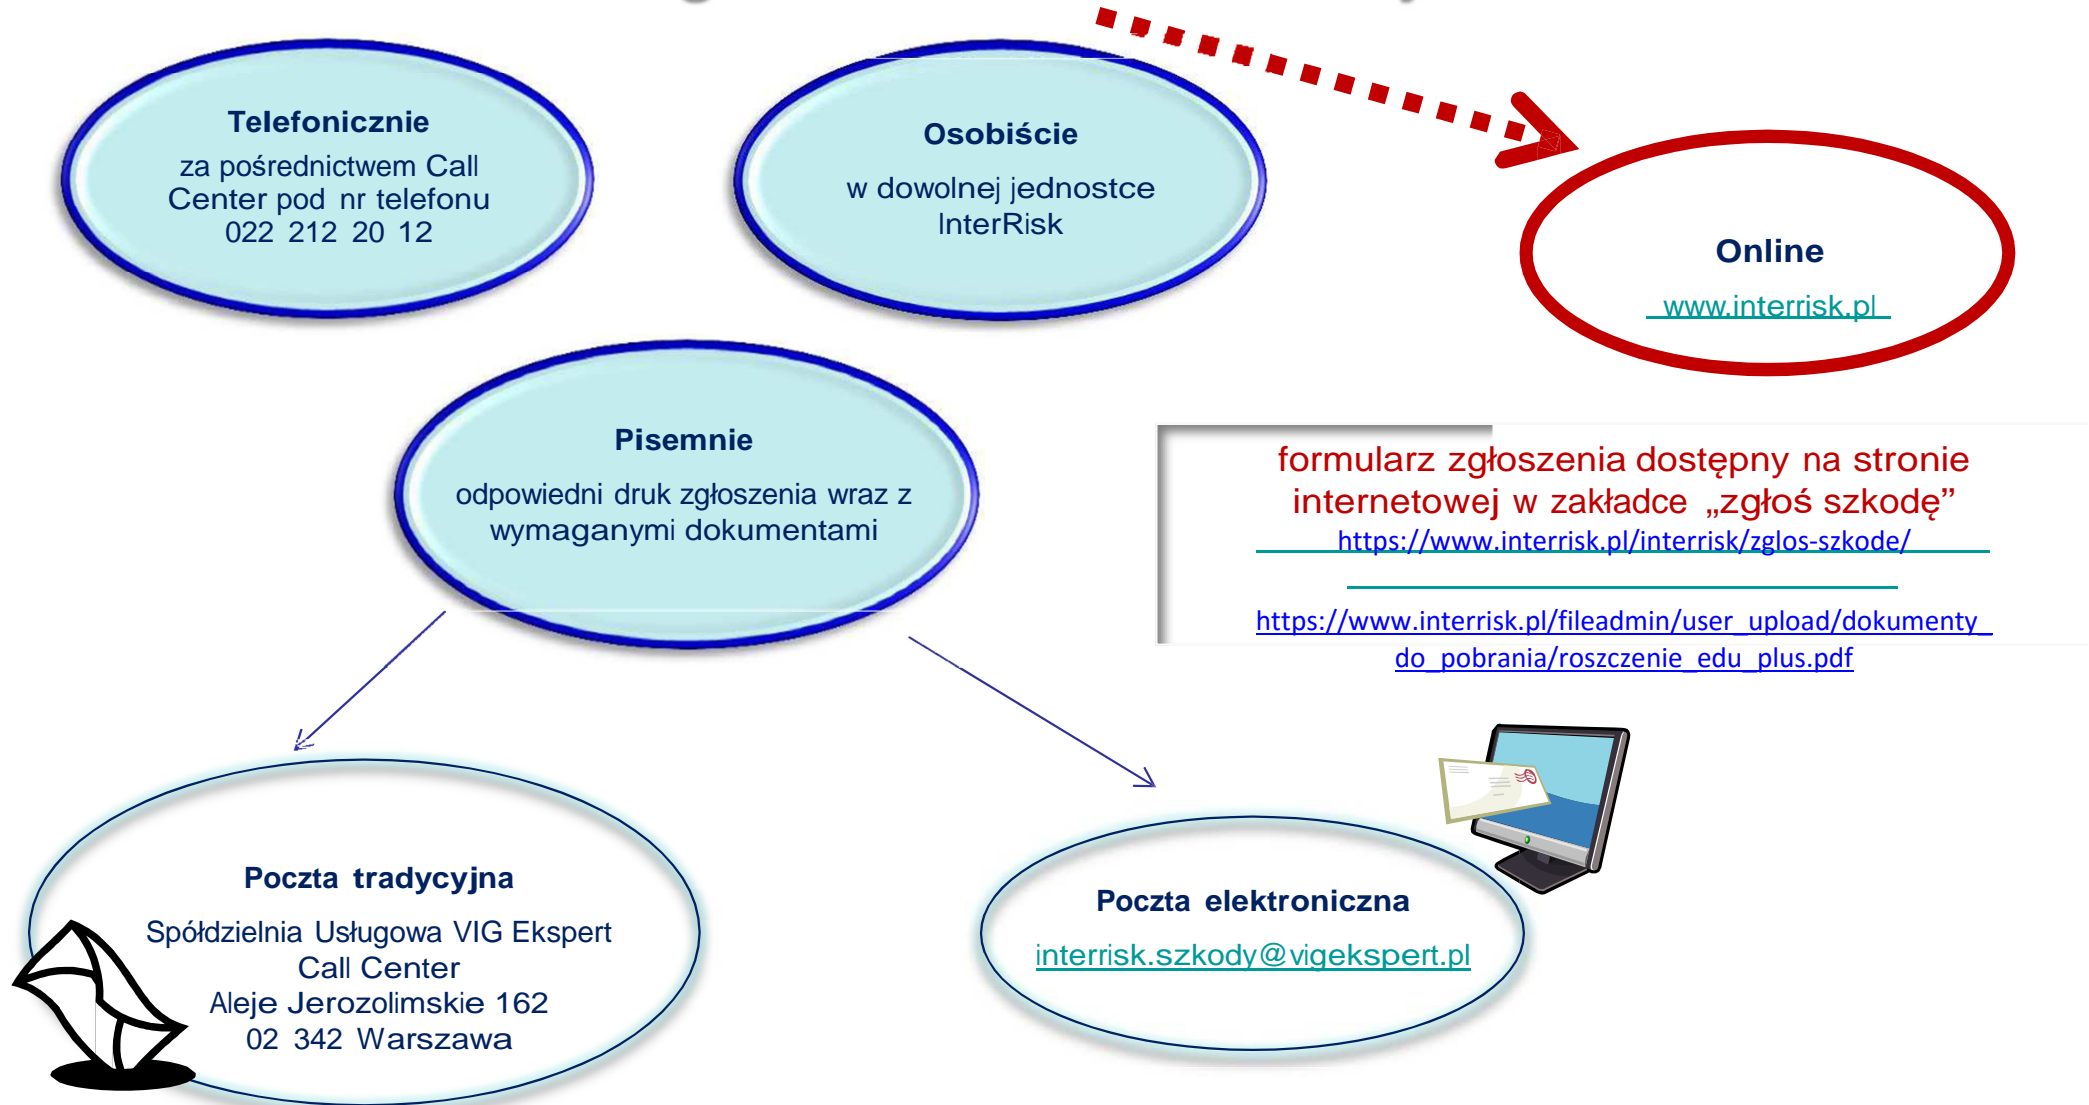 Telefonicznie
za pośrednictwem Call
Center pod nr telefonu
022 212 20 12
Osobiście
w dowolnej jednostce
InterRisk
Online
www.interrisk.pl
Pisemnie
odpowiedni druk zgłoszenia wraz z
wymaganymi dokumentami
formularz zgłoszenia dostępny na stronie
internetowej w zakładce „zgłoś szkodę”
https://www.interrisk.pl/interrisk/zglos-szkode/
https://www.interrisk.pl/fileadmin/user_upload/dokumenty_
do_pobrania/roszczenie_edu_plus.pdf
Poczta tradycyjna
Spółdzielnia Usługowa VIG Ekspert
Call Center
Aleje Jerozolimskie 162
02 342 Warszawa
Poczta elektroniczna
interrisk.szkody@vigekspert.pl